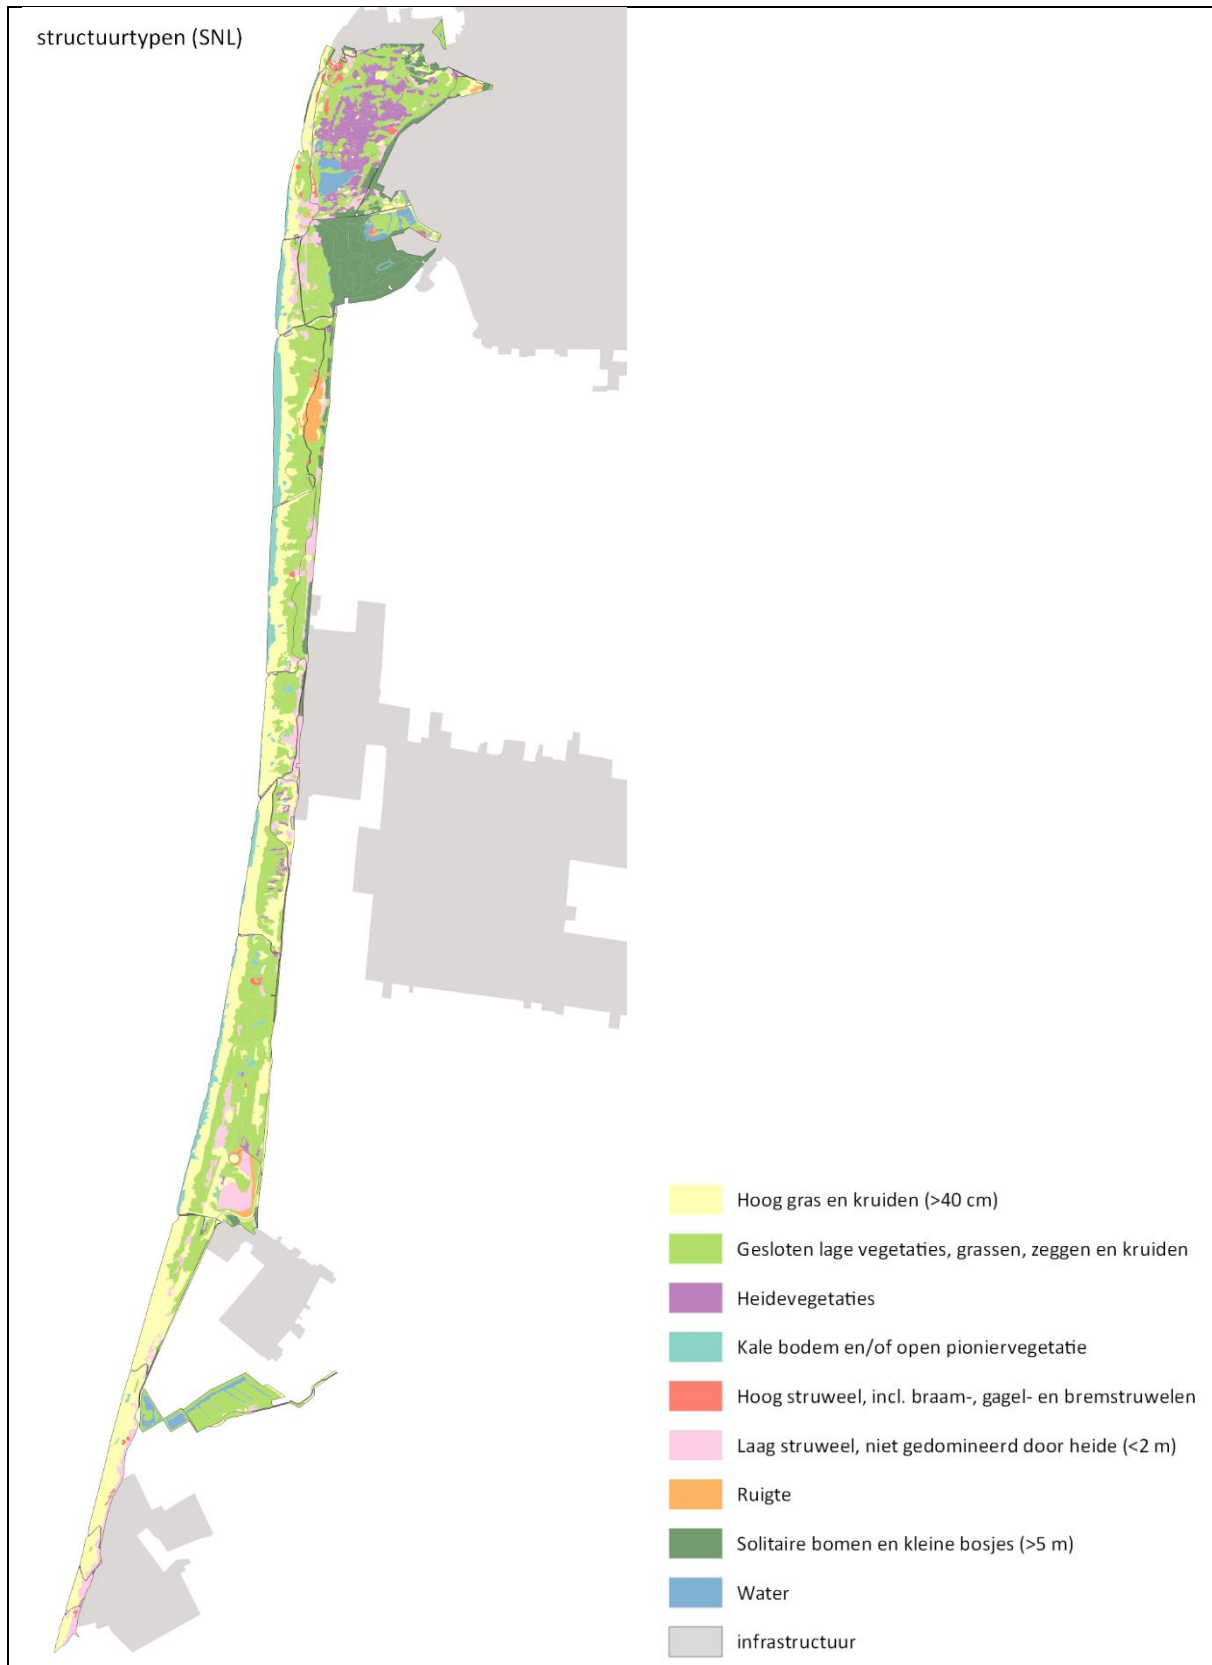 structuurtypen (SNL)
Hoog gras en kruiden (>40 cm)
Gesloten lage vegetaties, grassen, zeggen en kruiden
Heidevegetaties
Kale bodem en/of open pioniervegetatie
Hoog struweel, incl. braam-, gagel- en bremstruwelen
Laag struweel, niet gedomineerd door heide (<2 m)
Ruigte
Solitaire bomen en kleine bosjes (>5 m)
Water
infrastructuur